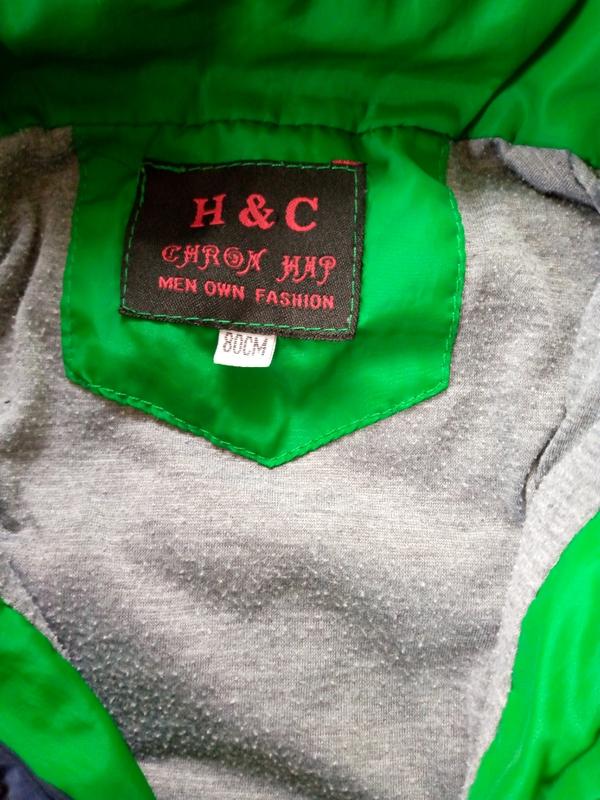 H & C
CHRON HAP
MEN OWN FASHION
80CM